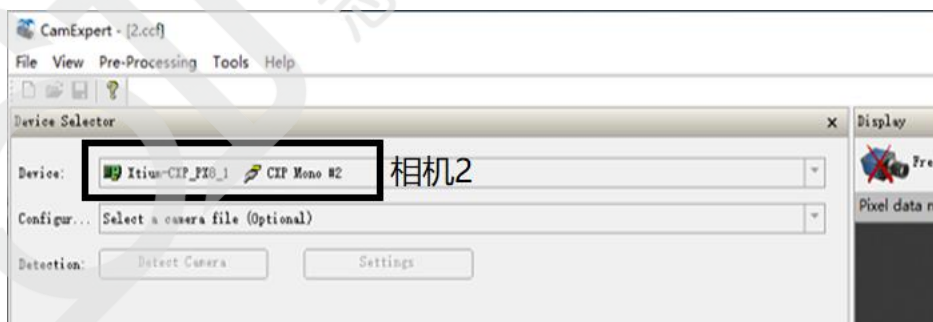 CamExpert - [2.ccf]
File View Pre-Processing Tools Help
Device Selector x Display
Device: Xtium-CXP_PX8_1 CXP Mono #2 相机2
Fre
Configur... Select a camera file (Optional)
Pixel data n
Detection: Detect Camera Settings